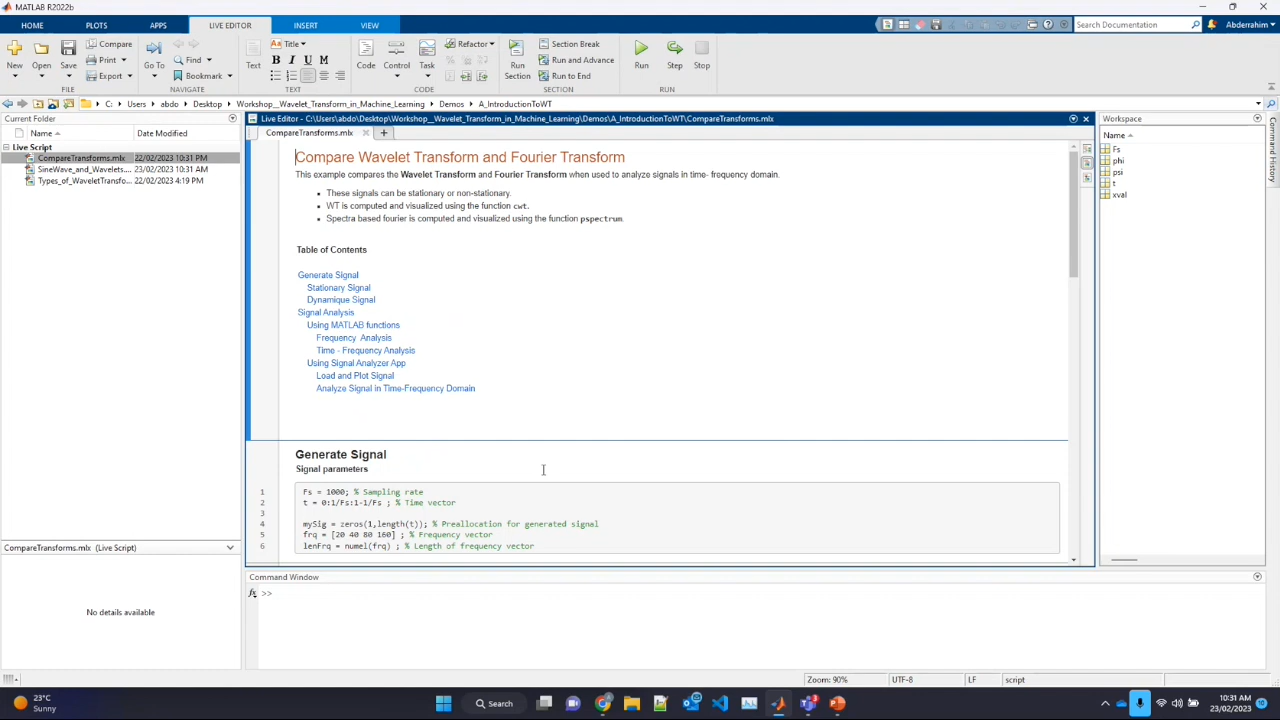 MATLAB R2022b
HOME PLOTS APPS LIVE EDITOR INSERT VIEW
Search Documentation
Abderrahim
New Open Save
Compare
Print
Export
FILE
Go To
Find
Bookmark
NAVIGATE
Text
Aa Title
B I U M
TEXT
Code Control Task
Refactor
CODE
Run Section
Section Break
Run and Advance
Run to End
SECTION
Run Step Stop
RUN
C: Users abdo Desktop Workshop__Wavelet_Transform_in_Machine_Learning Demos A_IntroductionToWT
Current Folder
Name Date Modified
Live Script
CompareTransforms.mlx 22/02/2023 10:31 PM
SineWave_and_Wavelets... 23/02/2023 10:31 AM
Types_of_WaveletTransfo... 22/02/2023 4:19 PM
CompareTransforms.mlx (Live Script)
No details available
Live Editor - C:\Users\abdo\Desktop\Workshop__Wavelet_Transform_in_Machine_Learning\Demos\A_IntroductionToWT\CompareTransforms.mlx
CompareTransforms.mlx
Compare Wavelet Transform and Fourier Transform
This example compares the Wavelet Transform and Fourier Transform when used to analyze signals in time- frequency domain.
These signals can be stationary or non-stationary.
WT is computed and visualized using the function cwt.
Spectra based fourier is computed and visualized using the function pspectrum.
Table of Contents
Generate Signal
Stationary Signal
Dynamique Signal
Signal Analysis
Using MATLAB functions
Frequency Analysis
Time - Frequency Analysis
Using Signal Analyzer App
Load and Plot Signal
Analyze Signal in Time-Frequency Domain
Generate Signal
Signal parameters
1 Fs = 1000; % Sampling rate
2 t = 0:1/Fs:1-1/Fs ; % Time vector
3
4 mySig = zeros(1,length(t)); % Preallocation for generated signal
5 frq = [20 40 80 160] ; % Frequency vector
6 lenFrq = numel(frq) ; % Length of frequency vector
Command Window
fx >>
Workspace
Name
Fs
phi
psi
t
xval
Command History
Zoom: 90% UTF-8 LF script
23°C
Sunny
Search
10:31 AM
23/02/2023